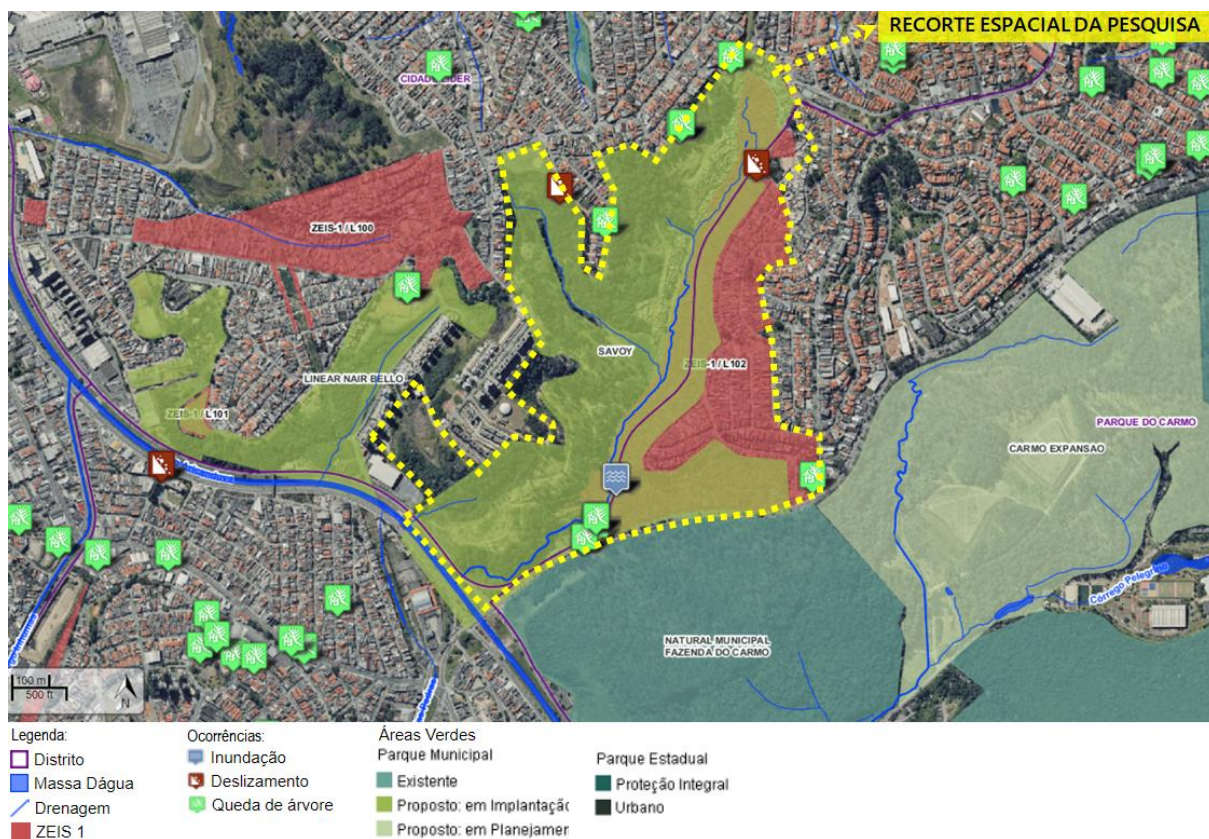 RECORTE ESPACIAL DA PESQUISA
ZEIS-1 / L100
SAVOY
ZEIS-1 / L102
LINEAR NAIR BELLO
ZEIS-1 / L101
PARQUE DO CARMO
CARMO EXPANSAO
Córrego Pelegrino
NATURAL MUNICIPAL
FAZENDA DO CARMO
100 m
500 ft
N
Legenda:
Distrito
Massa Dágua
Drenagem
ZEIS 1
Ocorrências:
Inundação
Deslizamento
Queda de árvore
Áreas Verdes
Parque Municipal
Existente
Proposto: em Implantaçã
Proposto: em Planejamer
Parque Estadual
Proteção Integral
Urbano